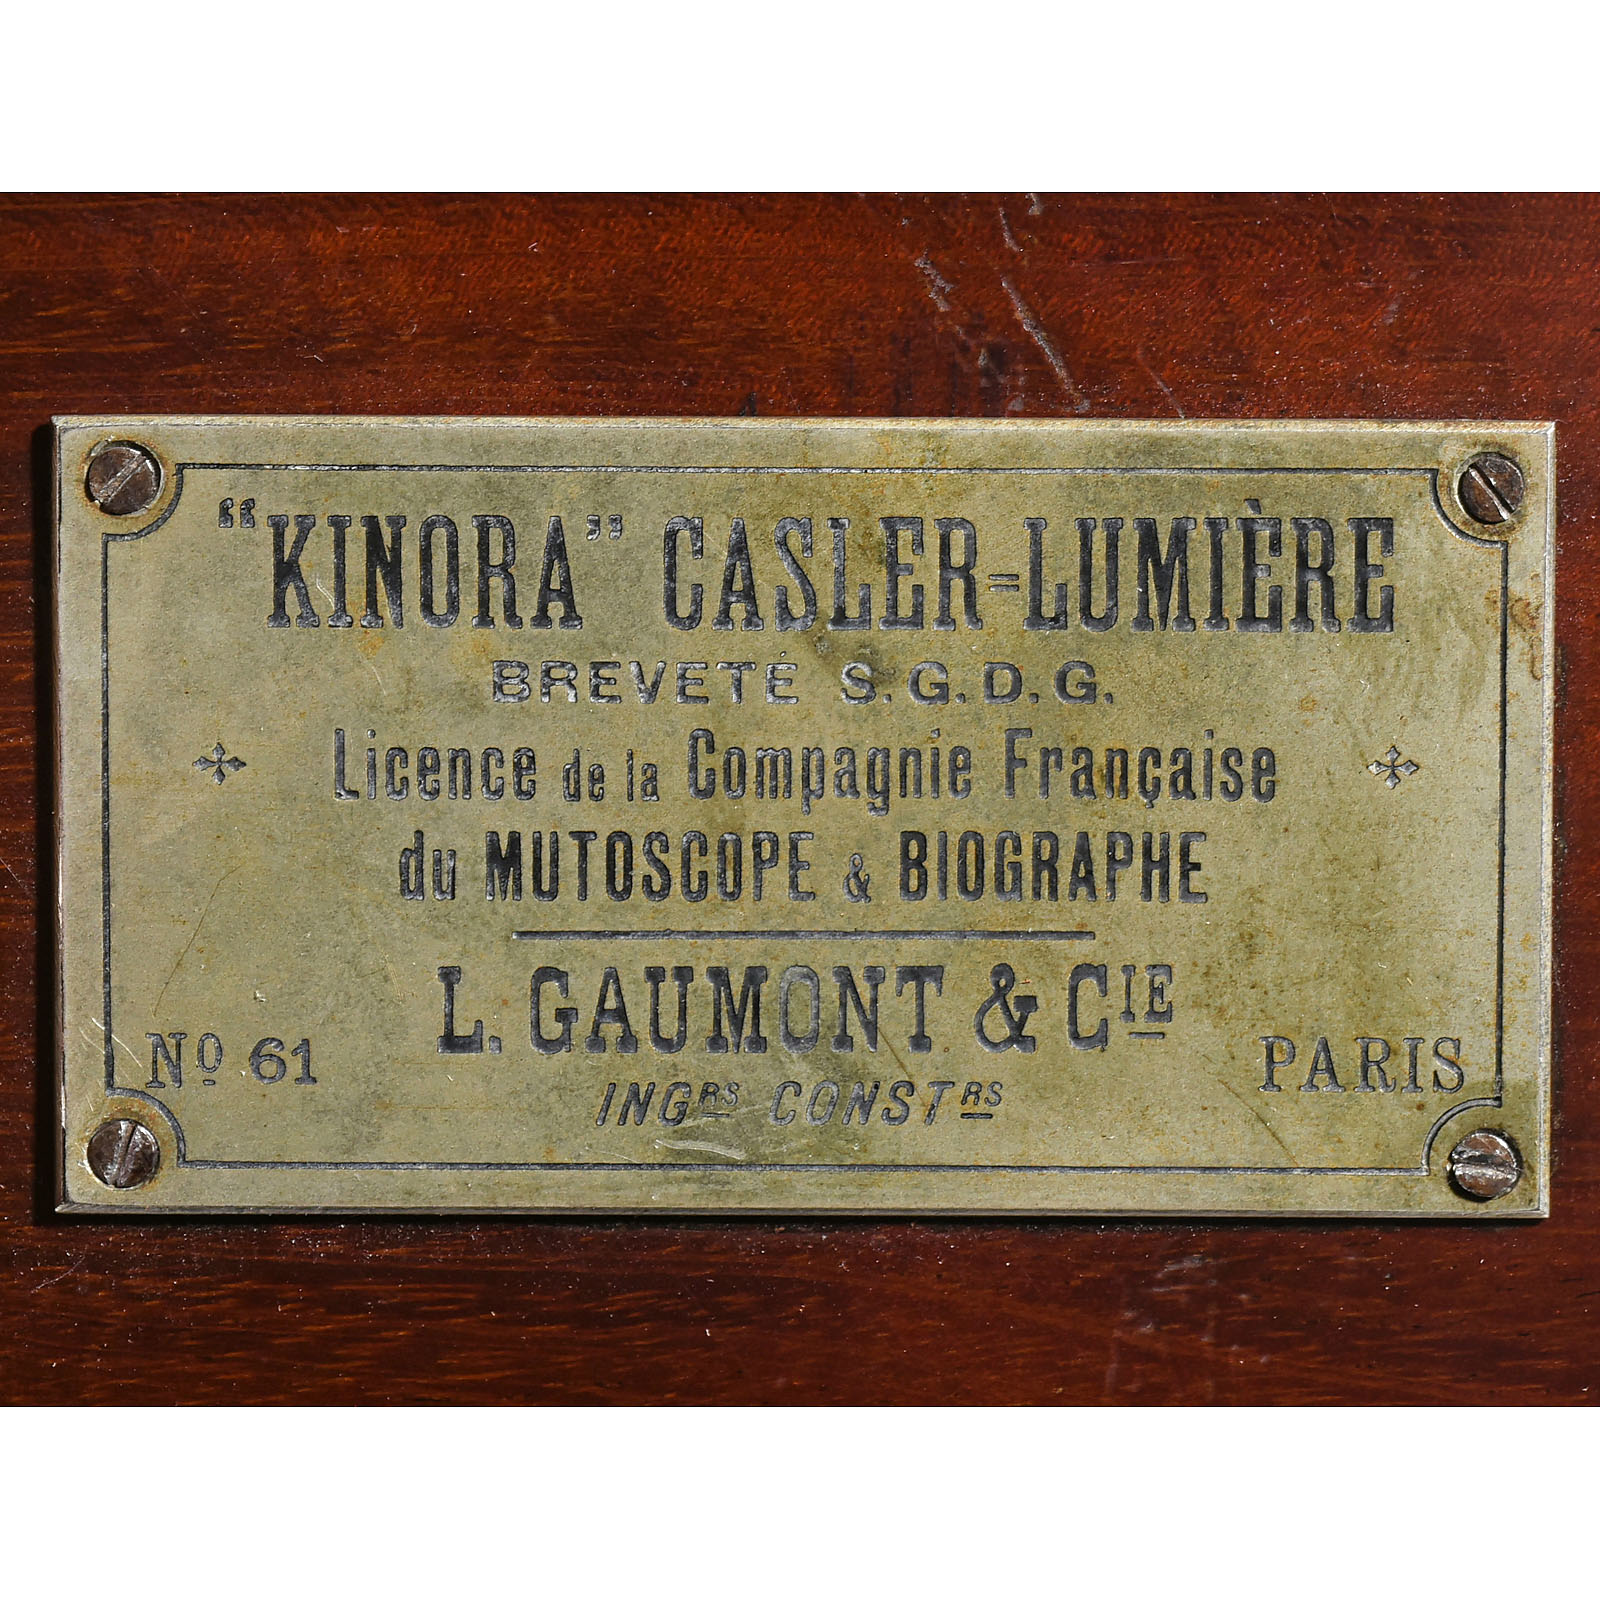 “KINORA” CASLER=LUMIÈRE
BREVETÉ S.G.D.G.
Licence de la Compagnie Française
du MUTOSCOPE & BIOGRAPHE
L. GAUMONT & CIE
No 61
PARIS
INGRS CONSTRS